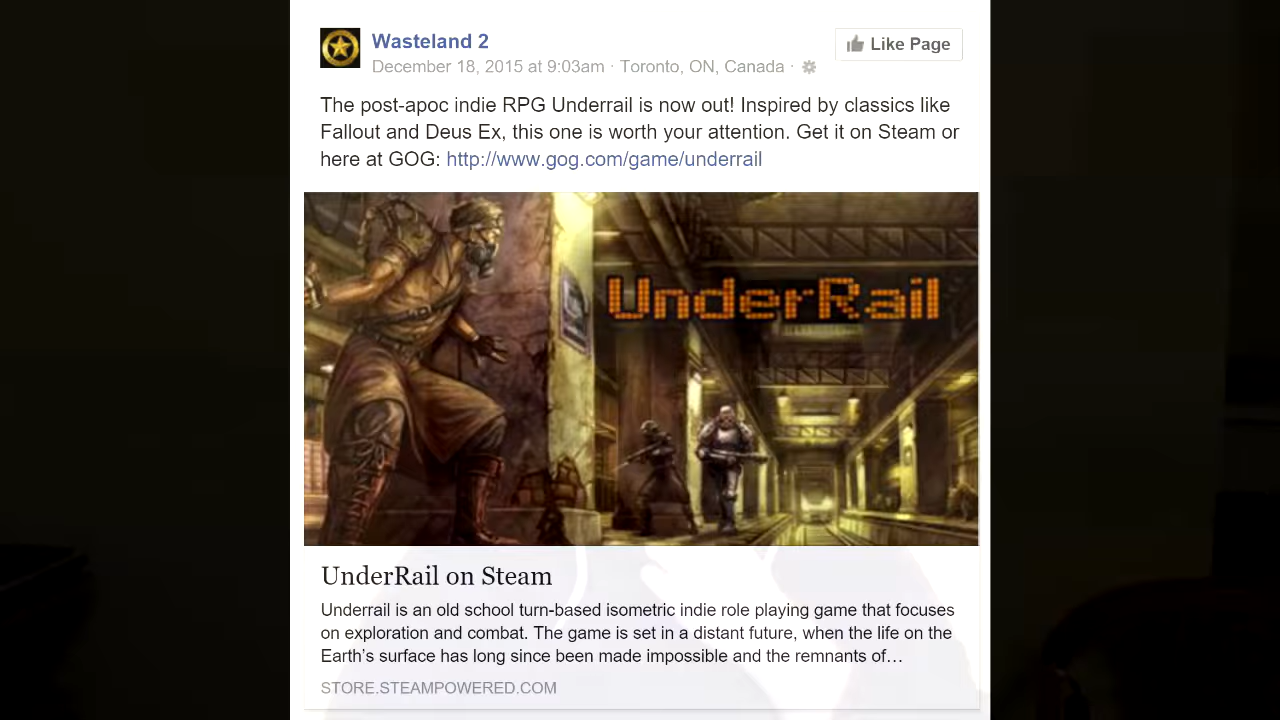 Wasteland 2
Like Page
December 18, 2015 at 9:03am · Toronto, ON, Canada ·
The post-apoc indie RPG Underrail is now out! Inspired by classics like
Fallout and Deus Ex, this one is worth your attention. Get it on Steam or
here at GOG: http://www.gog.com/game/underrail
UnderRail
UnderRail on Steam
Underrail is an old school turn-based isometric indie role playing game that focuses
on exploration and combat. The game is set in a distant future, when the life on the
Earth’s surface has long since been made impossible and the remnants of…
STORE.STEAMPOWERED.COM